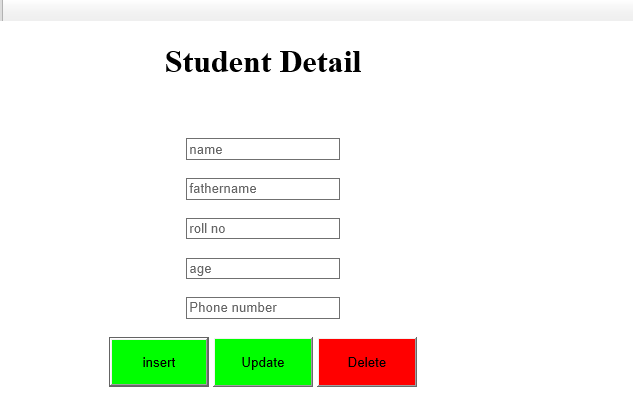 Student Detail
name
fathername
roll no
age
Phone number
insert Update Delete